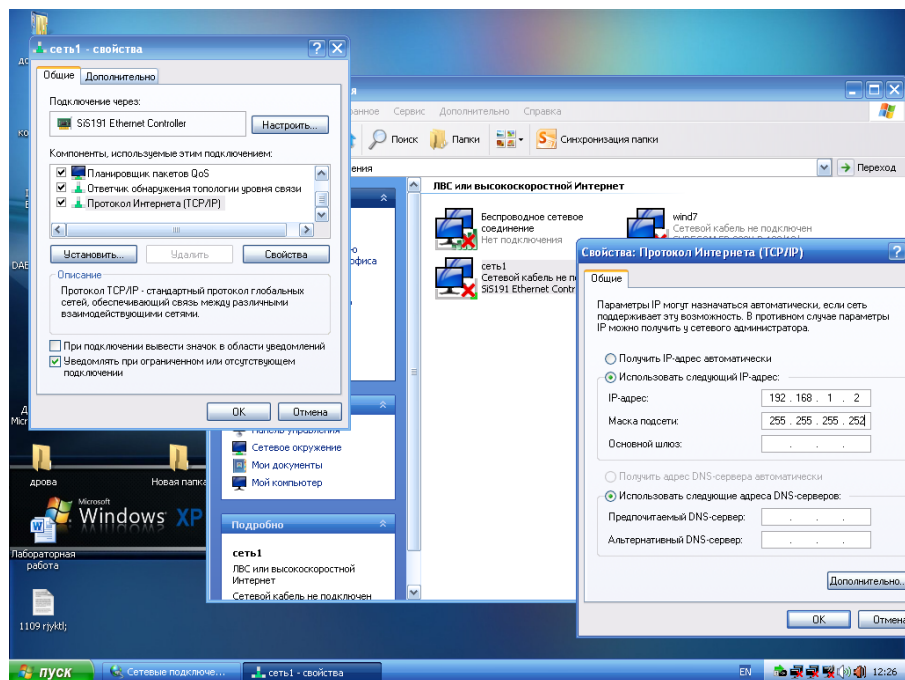 сеть1 - свойства
Общие
Дополнительно
Подключение через:
SiS191 Ethernet Controller
Настроить...
Компоненты, используемые этим подключением:
Планировщик пакетов QoS
Ответчик обнаружения топологии уровня связи
Протокол Интернета (TCP/IP)
Установить...
Удалить
Свойства
Описание
Протокол TCP/IP - стандартный протокол глобальных
сетей, обеспечивающий связь между различными
взаимодействующими сетями.
При подключении вывести значок в области уведомлений
Уведомлять при ограниченном или отсутствующем
подключении
OK
Отмена
Сервис
Дополнительно
Справка
Поиск
Папки
Синхронизация папки
Переход
ЛВС или высокоскоростной Интернет
Беспроводное сетевое
соединение
Нет подключения
wind7
Сетевой кабель не подключен
сеть1
Сетевой кабель не п
SiS191 Ethernet Contr
Свойства: Протокол Интернета (TCP/IP)
Общие
Параметры IP могут назначаться автоматически, если сеть
поддерживает эту возможность. В противном случае параметры
IP можно получить у сетевого администратора.
Получить IP-адрес автоматически
Использовать следующий IP-адрес:
IP-адрес:
192 . 168 . 1 . 2
Маска подсети:
255 . 255 . 255 . 252
Основной шлюз:
Получить адрес DNS-сервера автоматически
Использовать следующие адреса DNS-серверов:
Предпочитаемый DNS-сервер:
Альтернативный DNS-сервер:
Дополнительно..
OK
Отмен
Панель управления
Сетевое окружение
Мои документы
Мой компьютер
Подробно
сеть1
ЛВС или высокоскоростной
Интернет
Сетевой кабель не подключен
дрова
Новая папка
Microsoft
Windows XP
Лабораторная
работа
1109 rjyktl;
пуск
Сетевые подключе...
сеть1 - свойства
EN
12:26